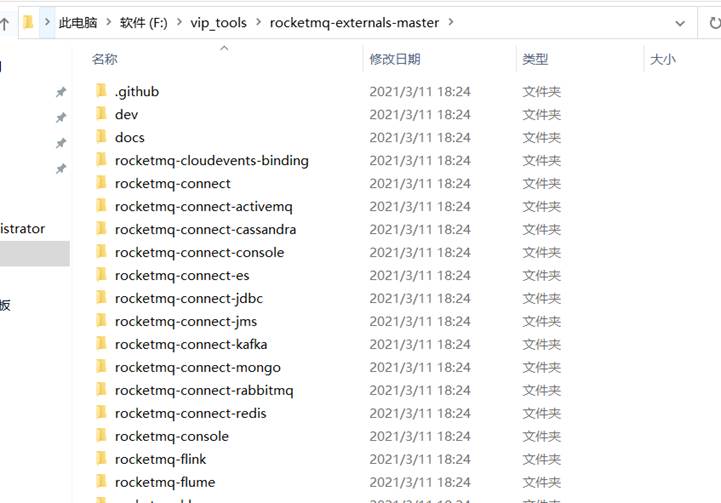 此电脑 > 软件 (F:) > vip_tools > rocketmq-externals-master >
名称 修改日期 类型 大小
.github 2021/3/11 18:24 文件夹
dev 2021/3/11 18:24 文件夹
docs 2021/3/11 18:24 文件夹
rocketmq-cloudevents-binding 2021/3/11 18:24 文件夹
rocketmq-connect 2021/3/11 18:24 文件夹
rocketmq-connect-activemq 2021/3/11 18:24 文件夹
rocketmq-connect-cassandra 2021/3/11 18:24 文件夹
istrator
rocketmq-connect-console 2021/3/11 18:24 文件夹
rocketmq-connect-es 2021/3/11 18:24 文件夹
rocketmq-connect-jdbc 2021/3/11 18:24 文件夹
板
rocketmq-connect-jms 2021/3/11 18:24 文件夹
rocketmq-connect-kafka 2021/3/11 18:24 文件夹
rocketmq-connect-mongo 2021/3/11 18:24 文件夹
rocketmq-connect-rabbitmq 2021/3/11 18:24 文件夹
rocketmq-connect-redis 2021/3/11 18:24 文件夹
rocketmq-console 2021/3/11 18:24 文件夹
rocketmq-flink 2021/3/11 18:24 文件夹
rocketmq-flume 2021/3/11 18:24 文件夹